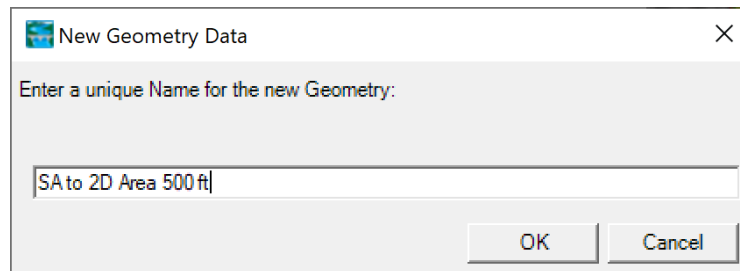 New Geometry Data
Enter a unique Name for the new Geometry:
SA to 2D Area 500 ft
OK Cancel